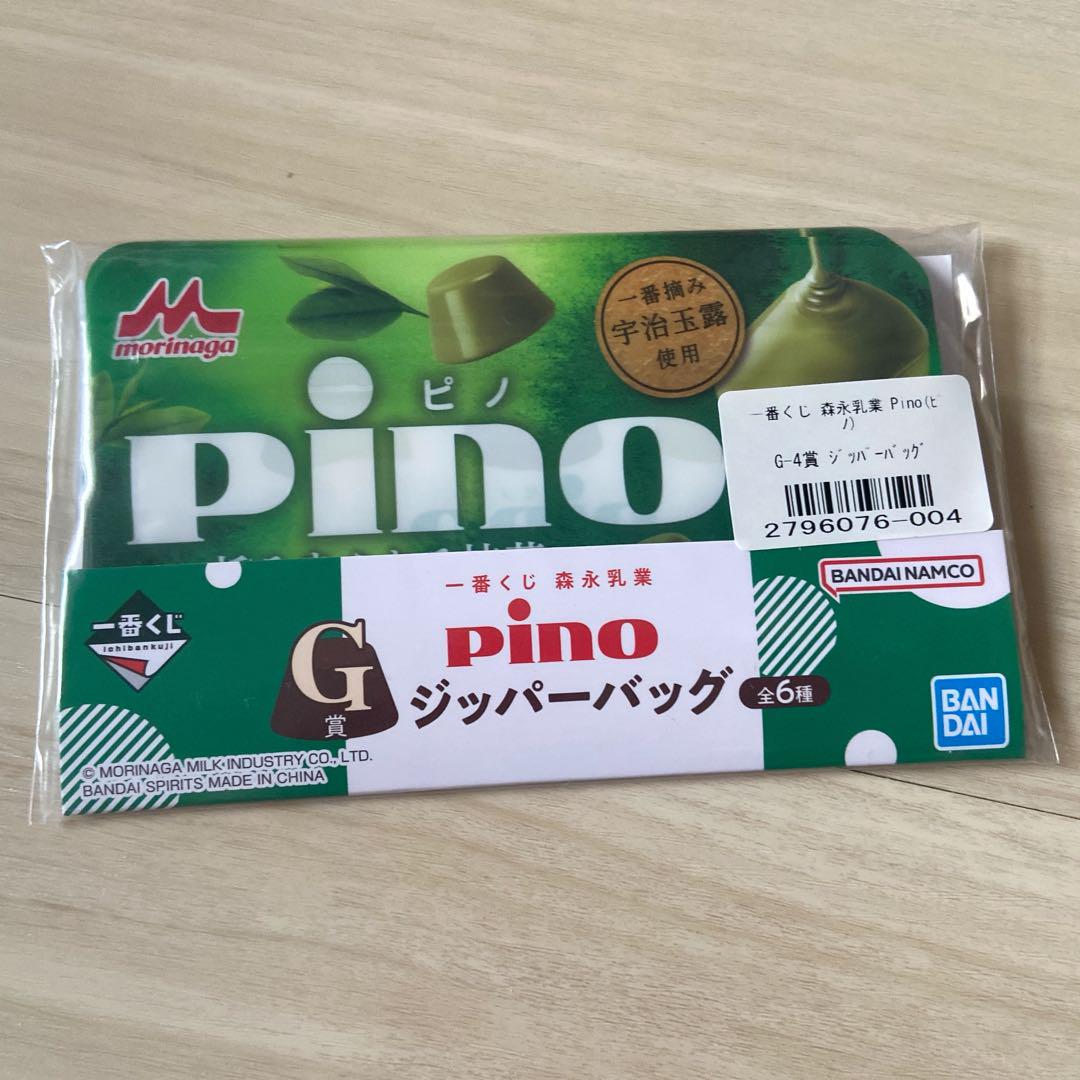 morinaga
一番摘み
宇治玉露
使用
ピノ
pino
一番くじ 森永乳業 Pino(ﾋﾟ
ﾉ)
G-4賞 ｼﾞｯﾊﾟｰﾊﾞｯｸﾞ
2796076-004
一番くじ 森永乳業
BANDAI NAMCO
一番くじ
ichibankuji
G賞
pino
ジッパーバッグ
全6種
BAN
DAI
© MORINAGA MILK INDUSTRY CO., LTD.
BANDAI SPIRITS MADE IN CHINA